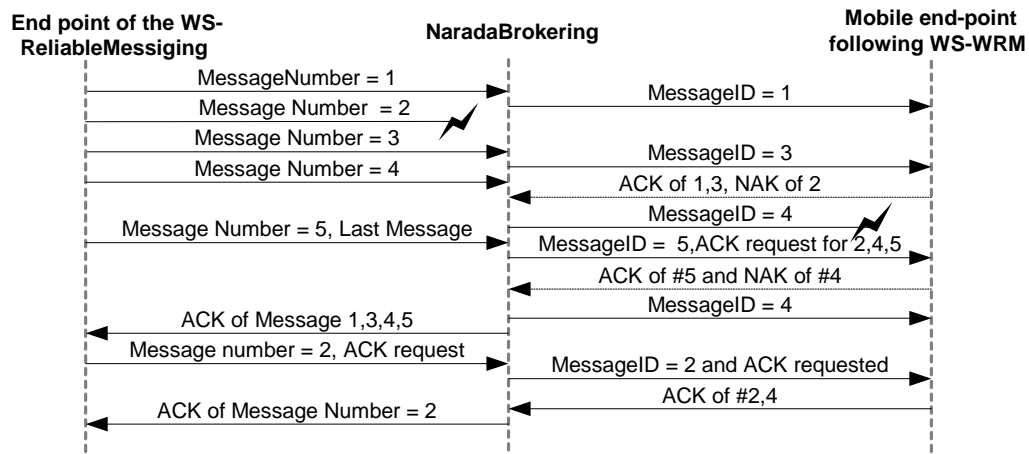 End point of the WS-
ReliableMessiging
NaradaBrokering
Mobile end-point
following WS-WRM
MessageNumber = 1
MessageID = 1
Message Number = 2
Message Number = 3
MessageID = 3
Message Number = 4
ACK of 1,3, NAK of 2
MessageID = 4
Message Number = 5, Last Message
MessageID = 5,ACK request for 2,4,5
ACK of #5 and NAK of #4
MessageID = 4
ACK of Message 1,3,4,5
Message number = 2, ACK request
MessageID = 2 and ACK requested
ACK of #2,4
ACK of Message Number = 2